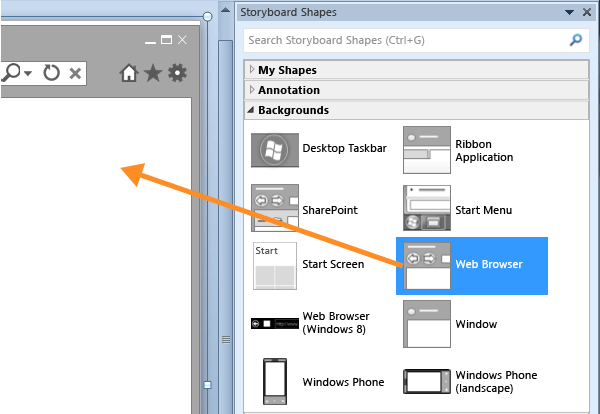 Storyboard Shapes
Search Storyboard Shapes (Ctrl+G)
My Shapes
Annotation
Backgrounds
Desktop Taskbar
Ribbon
Application
SharePoint
Start Menu
Start
Start Screen
Web Browser
Web Browser
(Windows 8)
Window
Windows Phone
Windows Phone
(landscape)